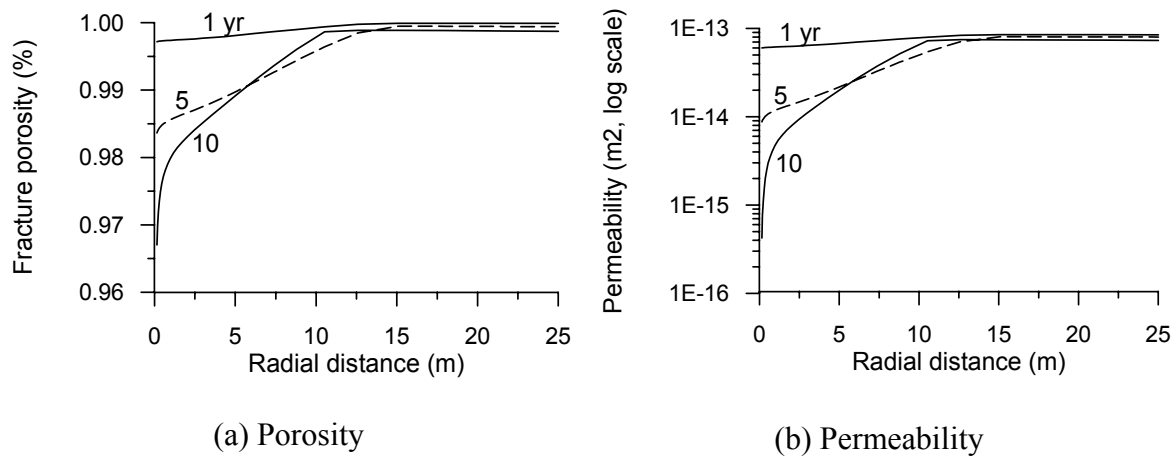 Fracture porosity (%)
1.00
0.99
0.98
0.97
0.96
1 yr
5
10
0 5 10 15 20 25
Radial distance (m)
(a) Porosity
Permeability (m2, log scale)
1E-13
1E-14
1E-15
1E-16
1 yr
5
10
0 5 10 15 20 25
Radial distance (m)
(b) Permeability